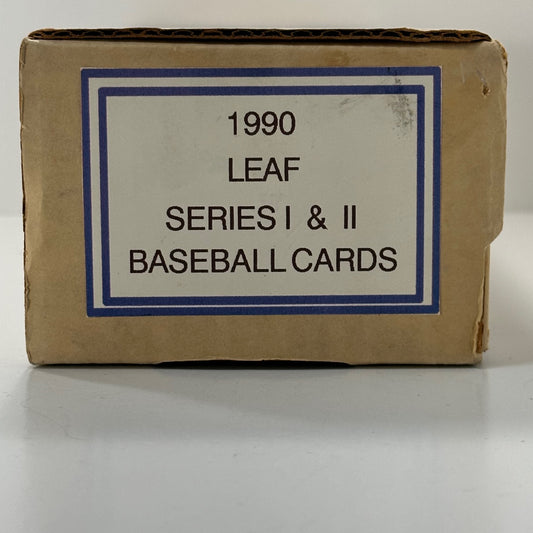 1990
LEAF
SERIES I & II
BASEBALL CARDS